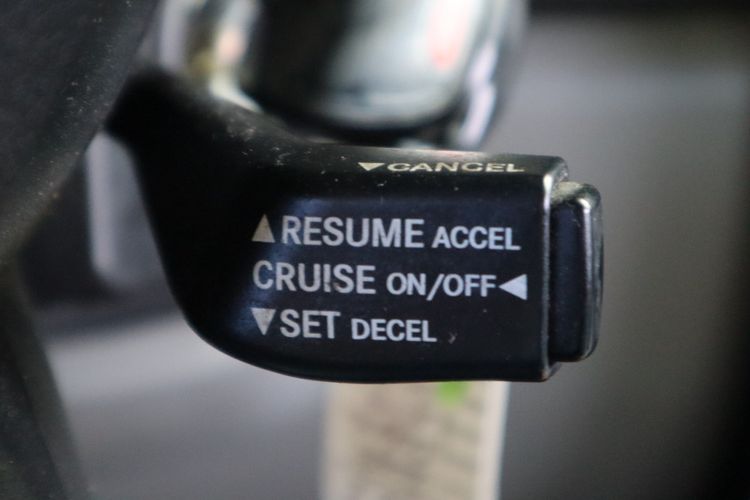 ▼CANCEL
▲RESUME ACCEL
CRUISE ON/OFF◀
▼SET DECEL